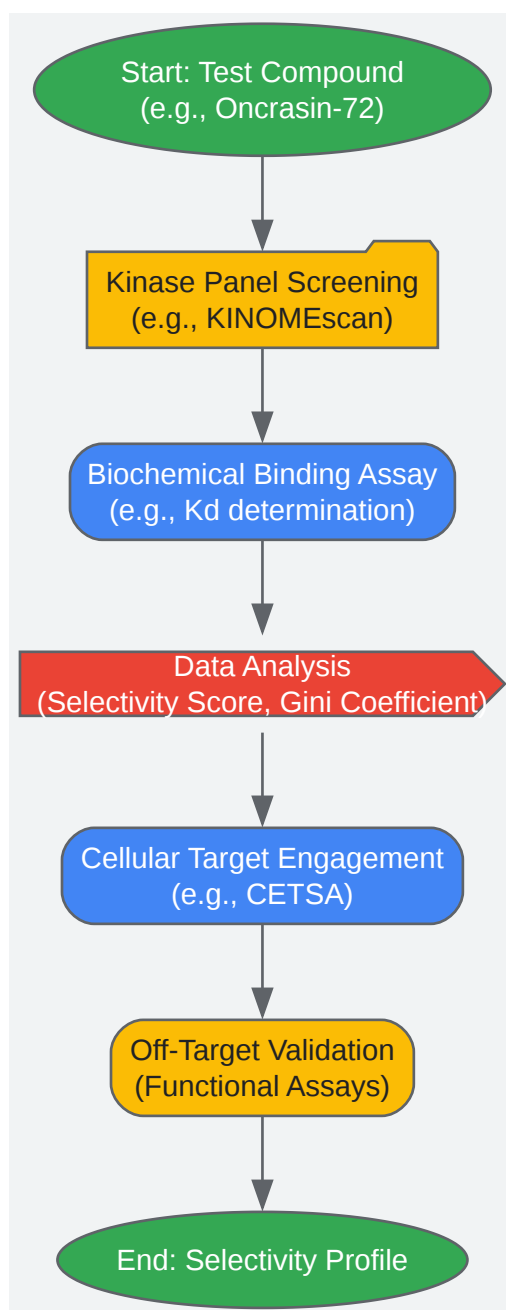 Start: Test Compound
(e.g., Oncrasin-72)
Kinase Panel Screening
(e.g., KINOMEscan)
Biochemical Binding Assay
(e.g., Kd determination)
Data Analysis
(Selectivity Score, Gini Coefficient)
Cellular Target Engagement
(e.g., CETSA)
Off-Target Validation
(Functional Assays)
End: Selectivity Profile